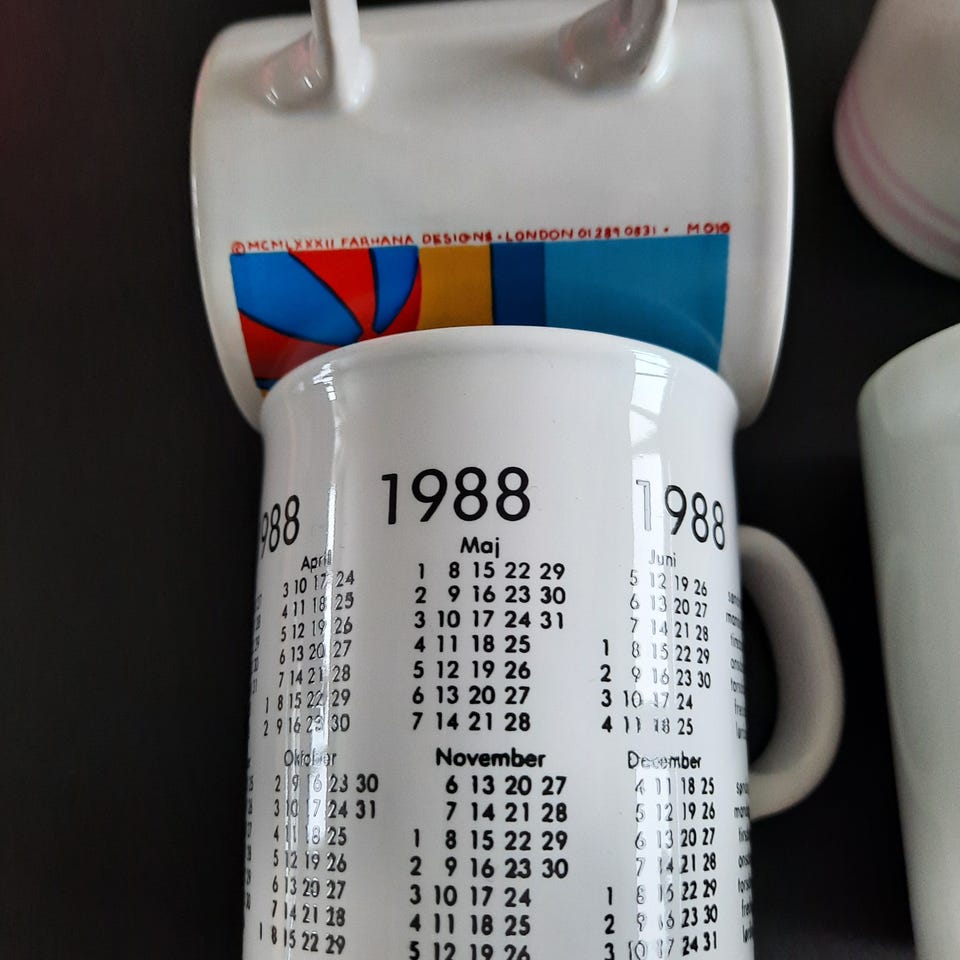 ©MCMLXXXII FARHANA DESIGNS • LONDON 01 289 0831 • M 010
988 1988 1988
April
3 10 17 24
4 11 18 25
5 12 19 26
6 13 20 27
7 14 21 28
1 8 15 22 29
2 9 16 23 30
Maj
1 8 15 22 29
2 9 16 23 30
3 10 17 24 31
4 11 18 25
5 12 19 26
6 13 20 27
7 14 21 28
Juni
5 12 19 26
6 13 20 27
7 14 21 28
1 8 15 22 29
2 9 16 23 30
3 10 17 24
4 11 18 25
Oktober
2 9 16 23 30
3 10 17 24 31
4 11 18 25
5 12 19 26
6 13 20 27
7 14 21 28
1 8 15 22 29
November
6 13 20 27
7 14 21 28
1 8 15 22 29
2 9 16 23 30
3 10 17 24
4 11 18 25
5 12 19 26
December
4 11 18 25
5 12 19 26
6 13 20 27
7 14 21 28
1 8 15 22 29
2 9 16 23 30
3 10 17 24 31